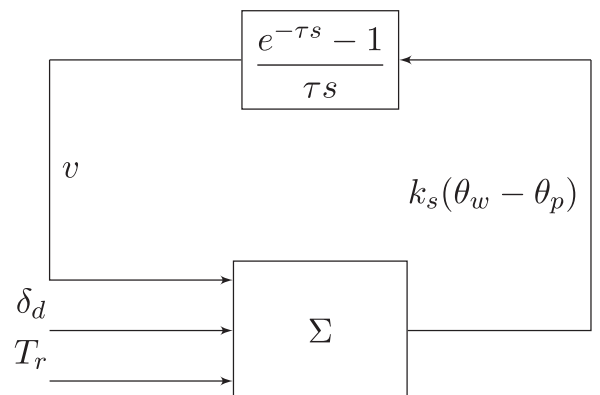 e^{-τs} − 1
τs
v
k_s(θ_w − θ_p)
δ_d
Σ
T_r